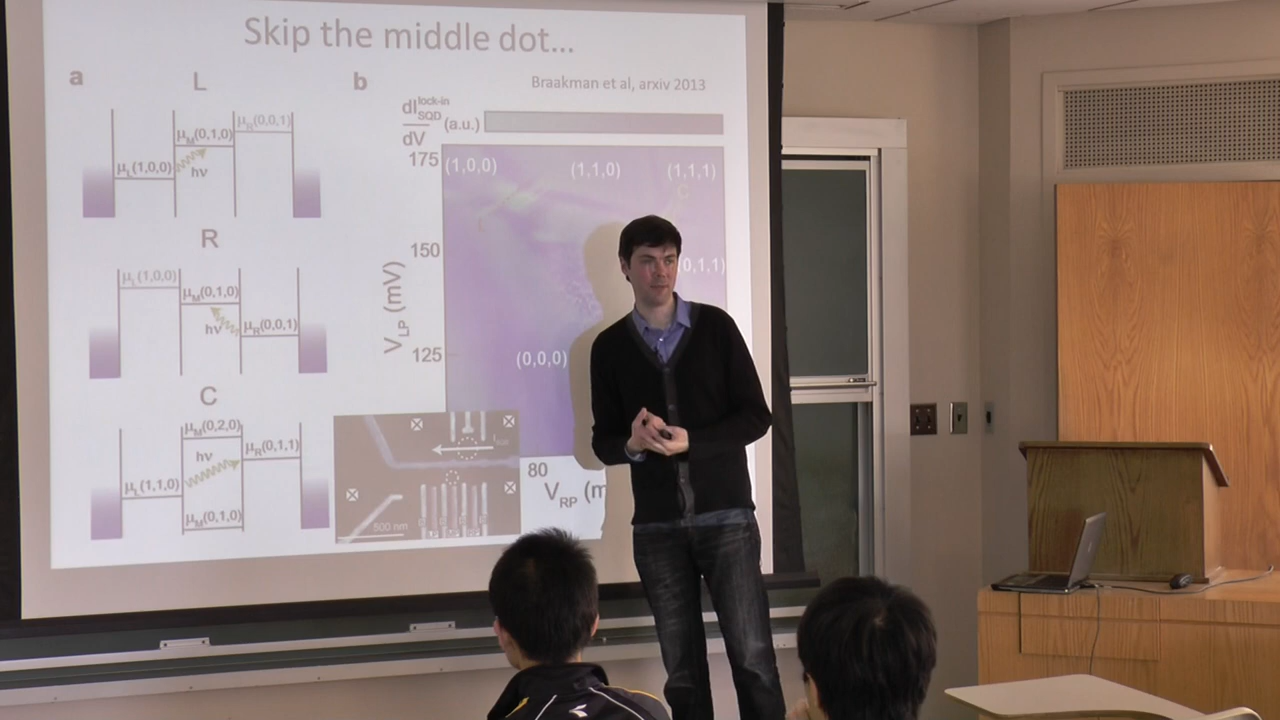 Skip the middle dot...
Braakman et al, arxiv 2013
a
L
μR(0,0,1)
μM(0,1,0)
μL(1,0,0)
hν
R
μL(1,0,0)
μM(0,1,0)
hν
μR(0,0,1)
C
μM(0,2,0)
μR(0,1,1)
hν
μL(1,1,0)
μM(0,1,0)
b
dI lock-in SQD
dV
(a.u.)
175
(1,0,0)
(1,1,0)
(1,1,1)
C
L
150
(0,1,1)
VLP (mV)
125
(0,0,0)
80
VRP (m
500 nm